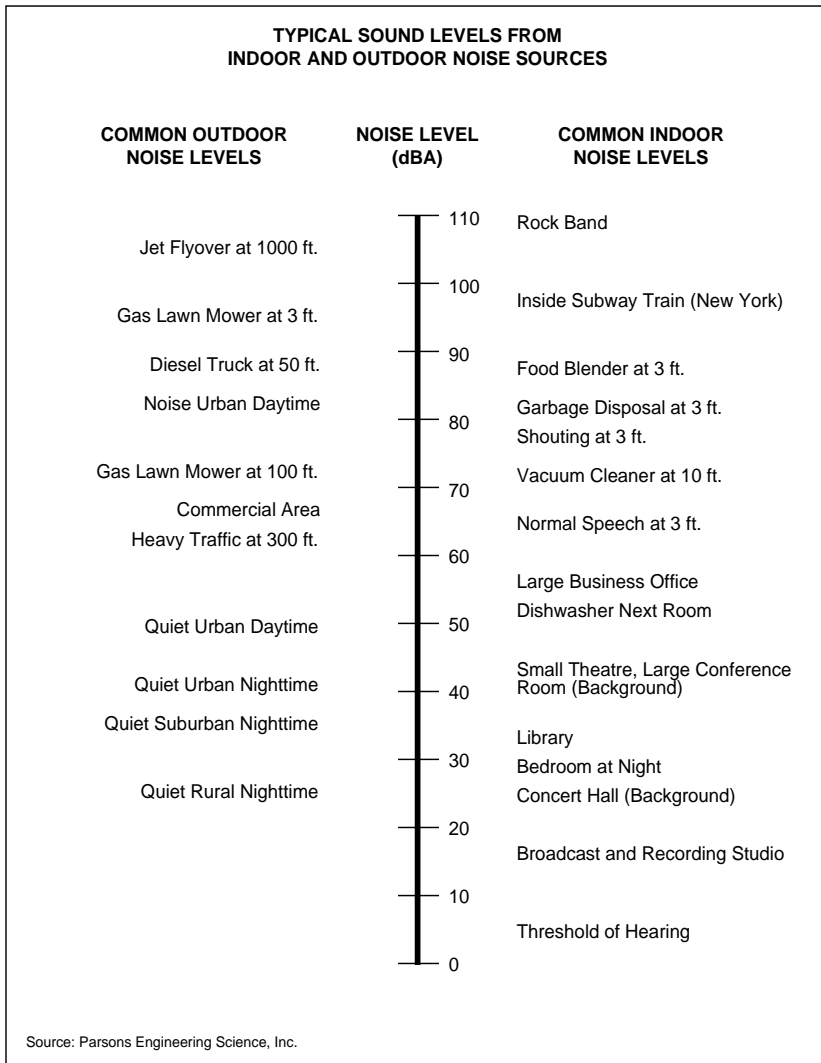 TYPICAL SOUND LEVELS FROM
INDOOR AND OUTDOOR NOISE SOURCES
COMMON OUTDOOR
NOISE LEVELS
NOISE LEVEL
(dBA)
COMMON INDOOR
NOISE LEVELS
110
Rock Band
Jet Flyover at 1000 ft.
100
Inside Subway Train (New York)
Gas Lawn Mower at 3 ft.
90
Diesel Truck at 50 ft.
Food Blender at 3 ft.
Noise Urban Daytime
Garbage Disposal at 3 ft.
80
Shouting at 3 ft.
Gas Lawn Mower at 100 ft.
Vacuum Cleaner at 10 ft.
70
Commercial Area
Normal Speech at 3 ft.
Heavy Traffic at 300 ft.
60
Large Business Office
Dishwasher Next Room
50
Quiet Urban Daytime
Small Theatre, Large Conference
Room (Background)
Quiet Urban Nighttime
40
Quiet Suburban Nighttime
Library
30
Bedroom at Night
Quiet Rural Nighttime
Concert Hall (Background)
20
Broadcast and Recording Studio
10
Threshold of Hearing
0
Source: Parsons Engineering Science, Inc.